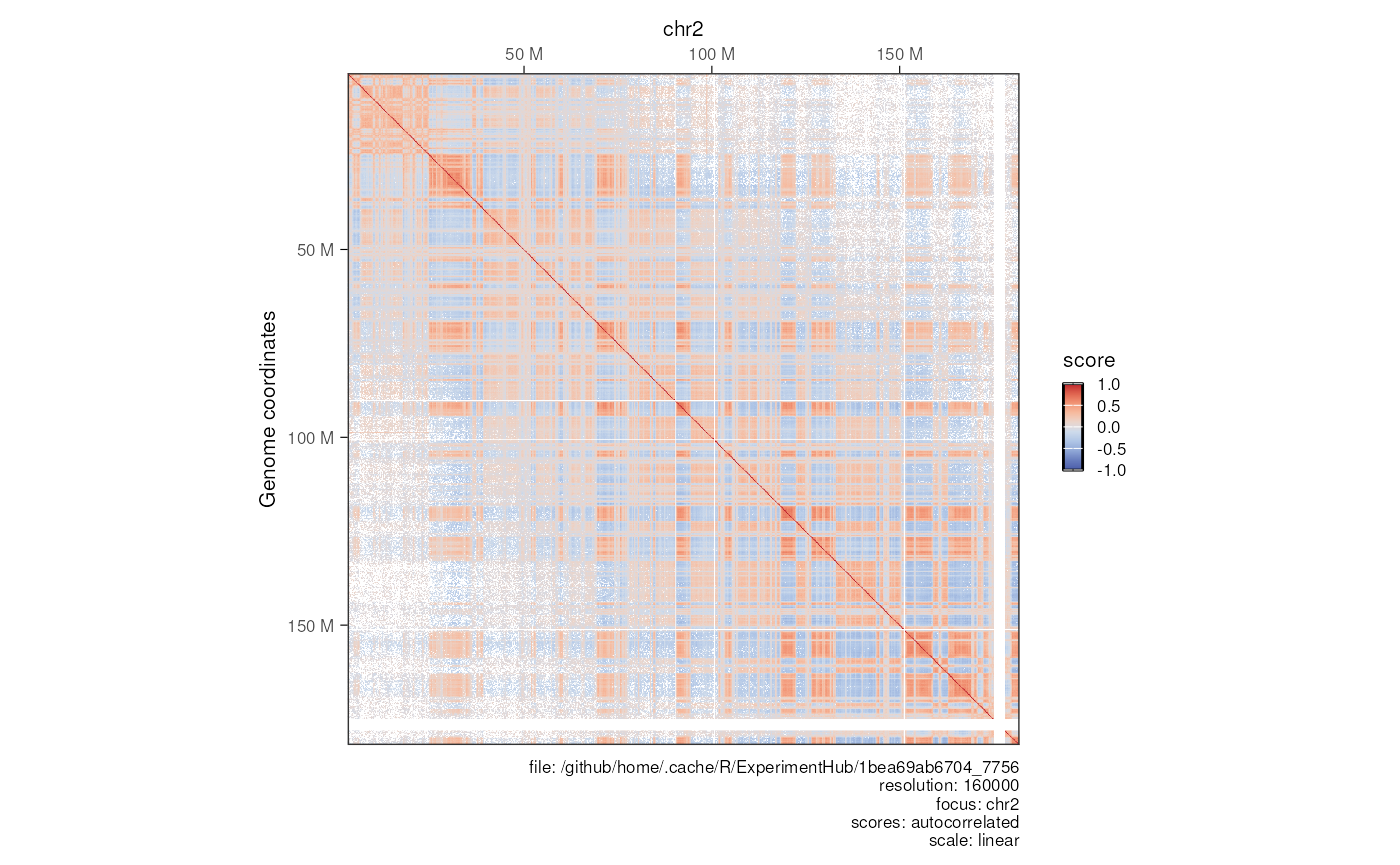 chr2
50 M 100 M 150 M
50 M
100 M
150 M
Genome coordinates
score
1.0
0.5
0.0
-0.5
-1.0
file: /github/home/.cache/R/ExperimentHub/1bea69ab6704_7756
resolution: 160000
focus: chr2
scores: autocorrelated
scale: linear